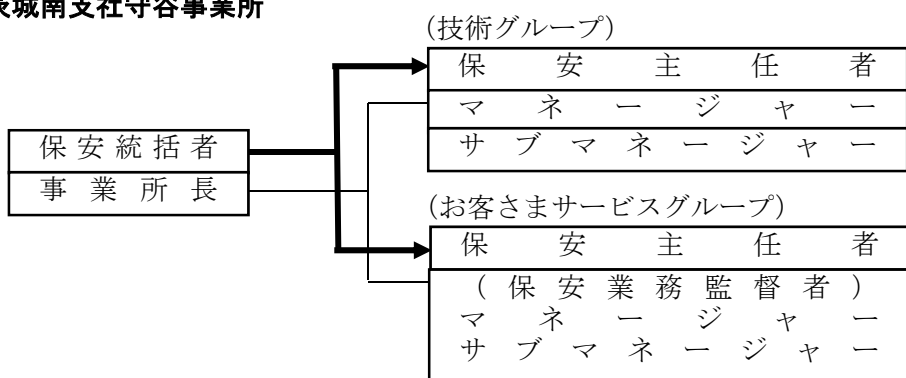 茨城南支社守谷事業所
(技術グループ)
保安主任者
マネージャー
サブマネージャー
保安統括者
事業所長
(お客さまサービスグループ)
保安主任者
(保安業務監督者)
マネージャー
サブマネージャー